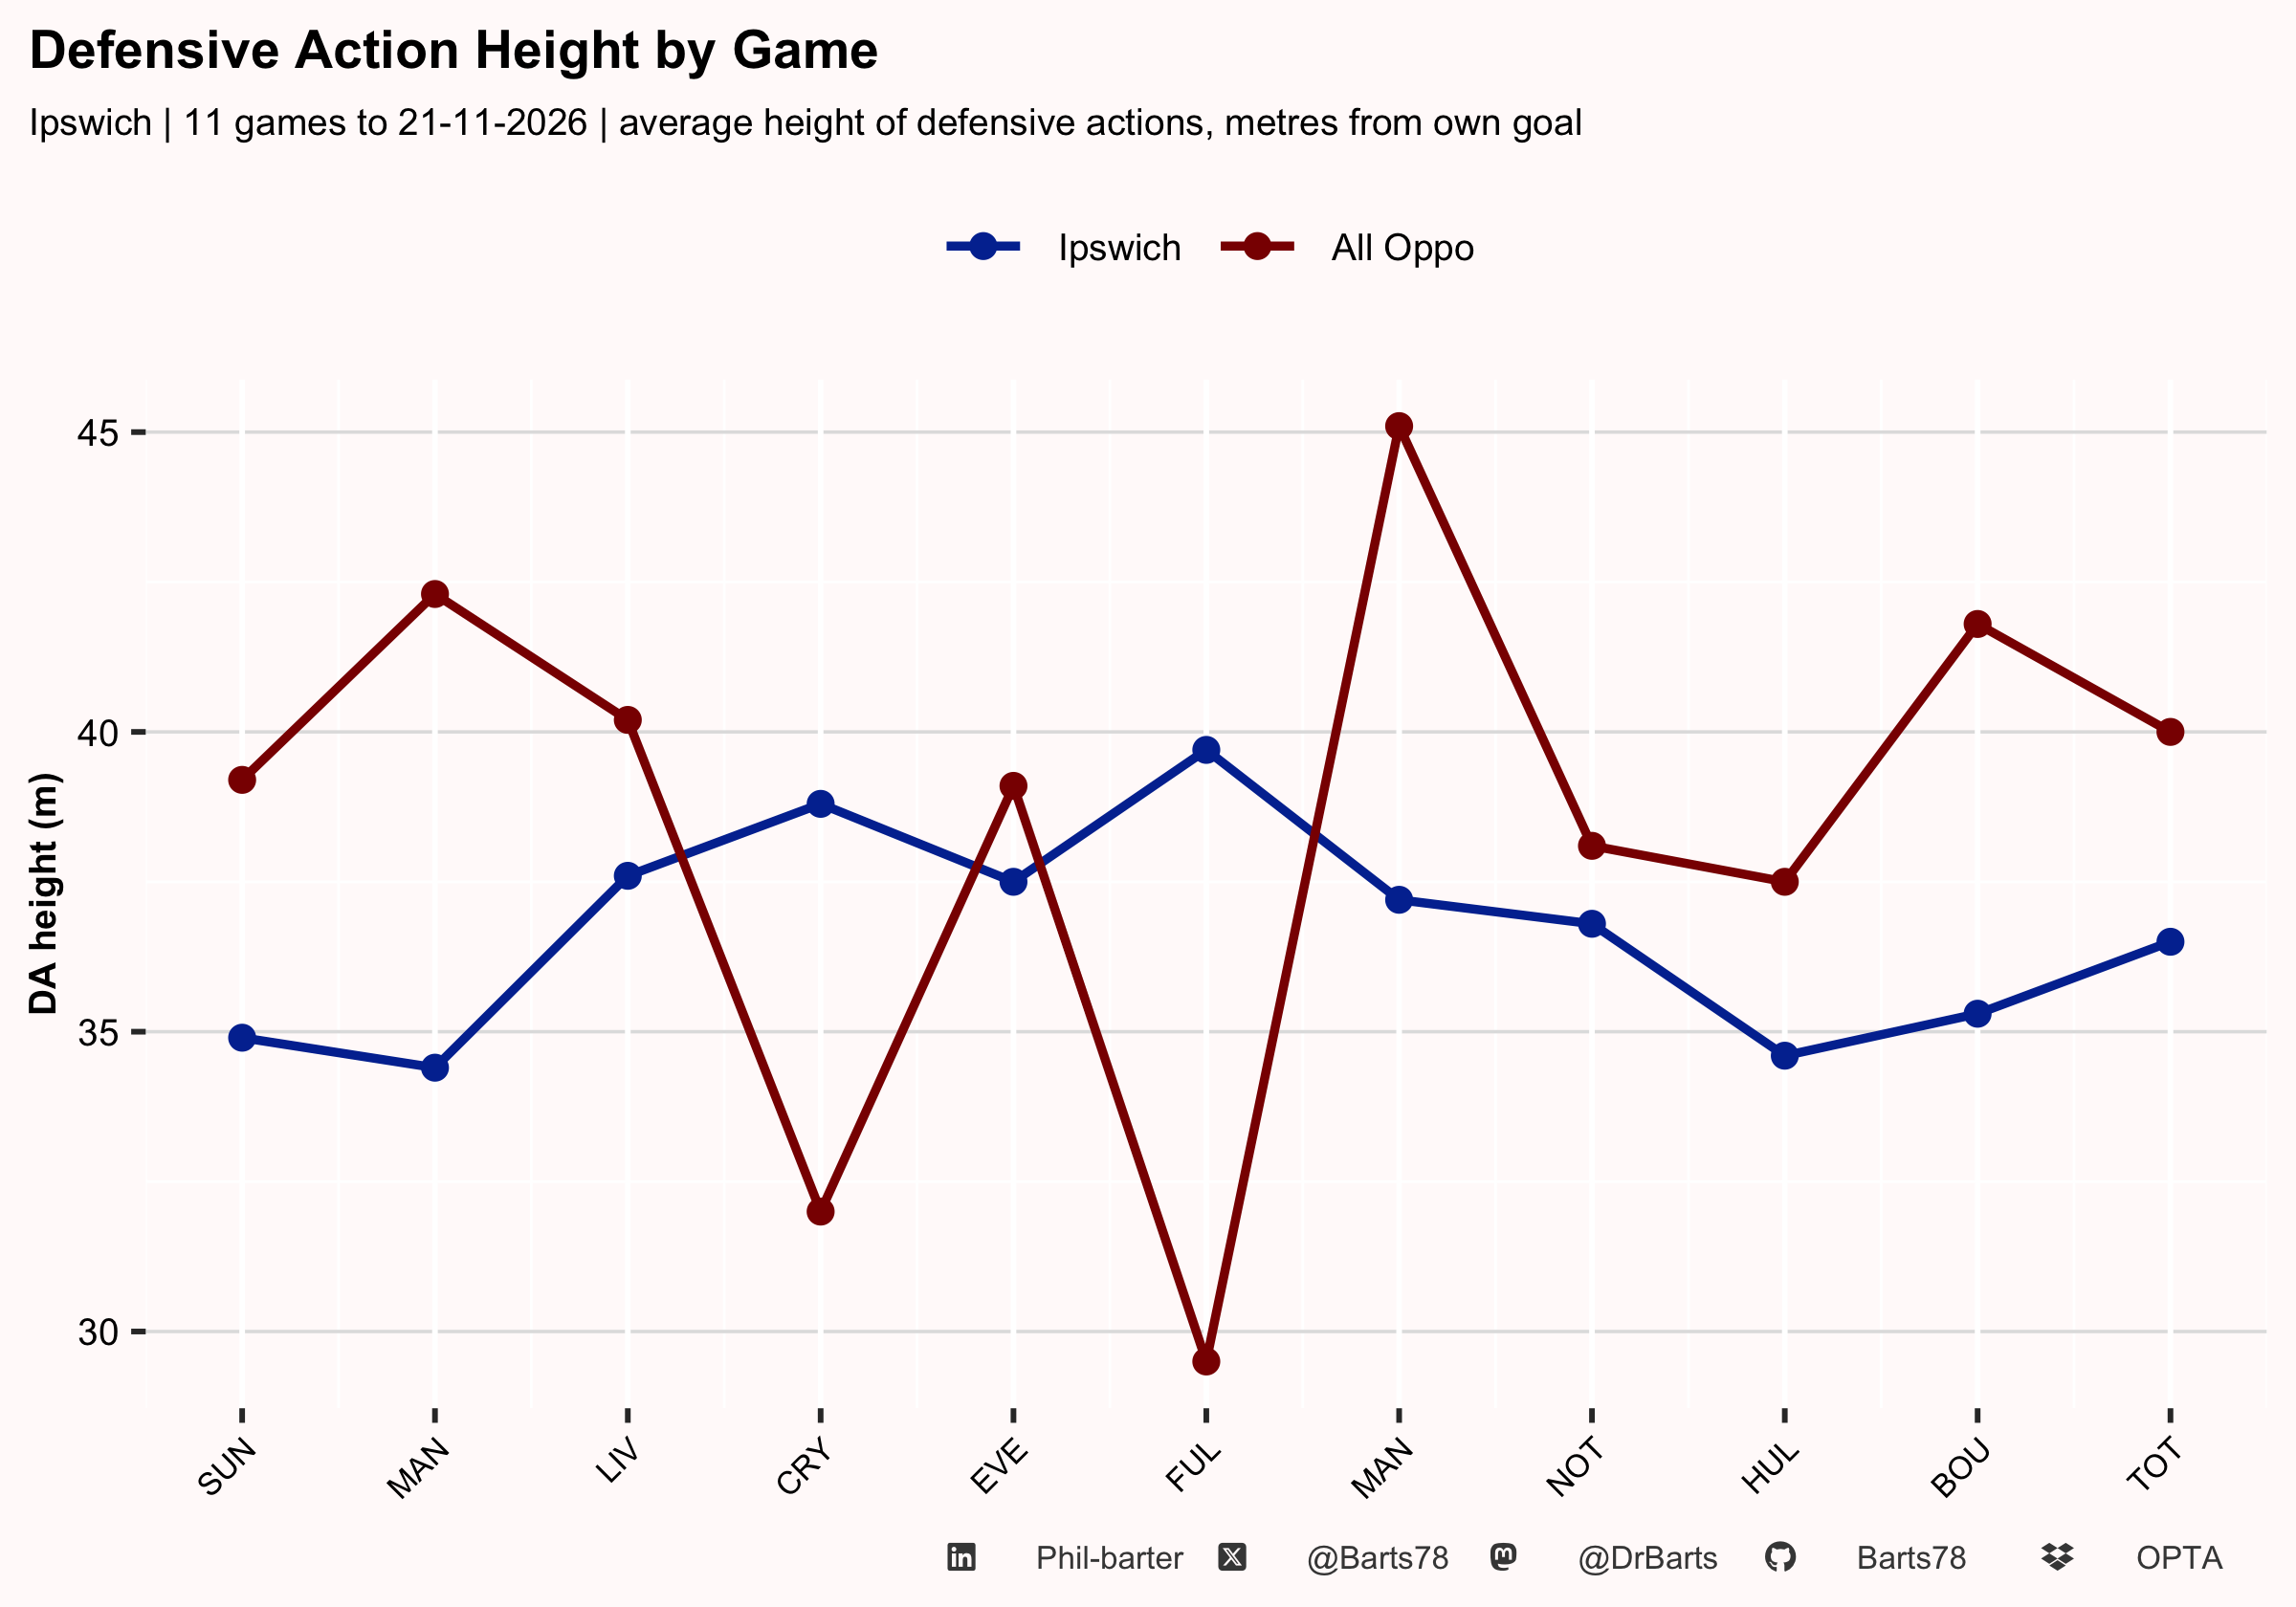 Defensive Action Height by Game
Ipswich | 11 games to 21-11-2026 | average height of defensive actions, metres from own goal
Ipswich All Oppo
45
40
35
30
DA height (m)
SUN MAN LIV CRY EVE FUL MAN NOT HUL BOU TOT
Phil-barter @Barts78 @DrBarts Barts78 OPTA